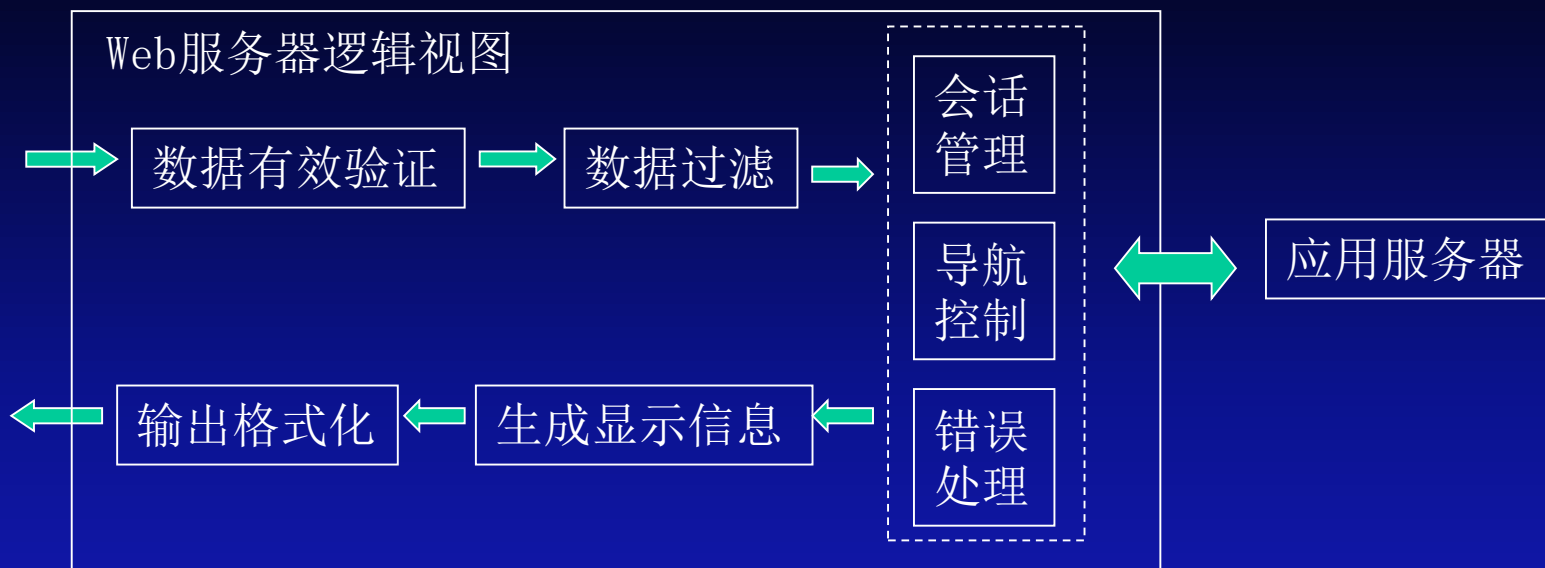 Web服务器逻辑视图
数据有效验证
数据过滤
会话
管理
导航
控制
错误
处理
应用服务器
输出格式化
生成显示信息